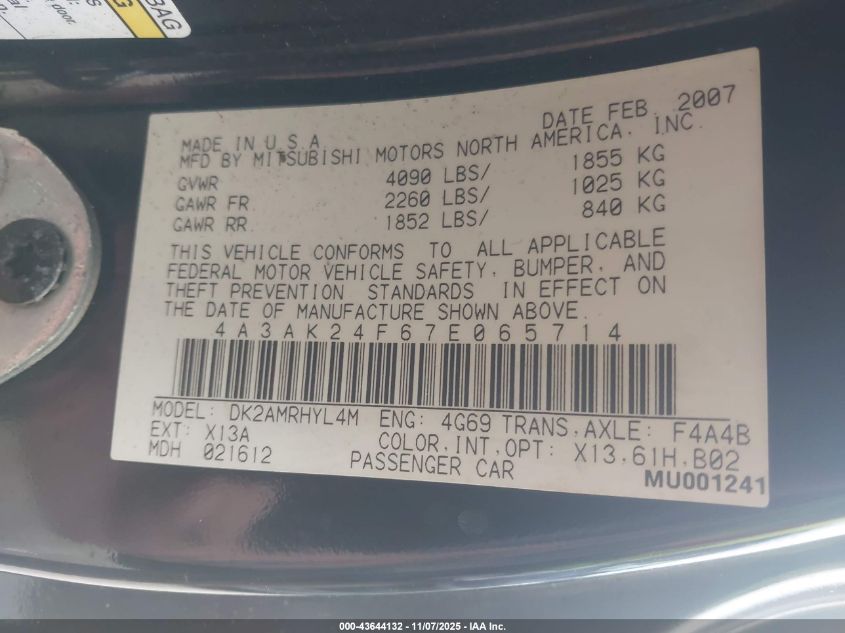 BAG
G
door.
MADE IN U.S.A. DATE FEB. 2007
MFD BY MITSUBISHI MOTORS NORTH AMERICA, INC.
GVWR 4090 LBS/ 1855 KG
GAWR FR 2260 LBS/ 1025 KG
GAWR RR 1852 LBS/ 840 KG
THIS VEHICLE CONFORMS TO ALL APPLICABLE
FEDERAL MOTOR VEHICLE SAFETY, BUMPER, AND
THEFT PREVENTION STANDARDS IN EFFECT ON
THE DATE OF MANUFACTURE SHOWN ABOVE.
4A3AK24F67E065714
MODEL: DK2AMRHYL4M ENG: 4G69 TRANS,AXLE: F4A4B
EXT: X13A COLOR,INT,OPT: X13,61H,B02
MDH 021612 PASSENGER CAR
MU001241
000-43644132 - 11/07/2025 - IAA Inc.